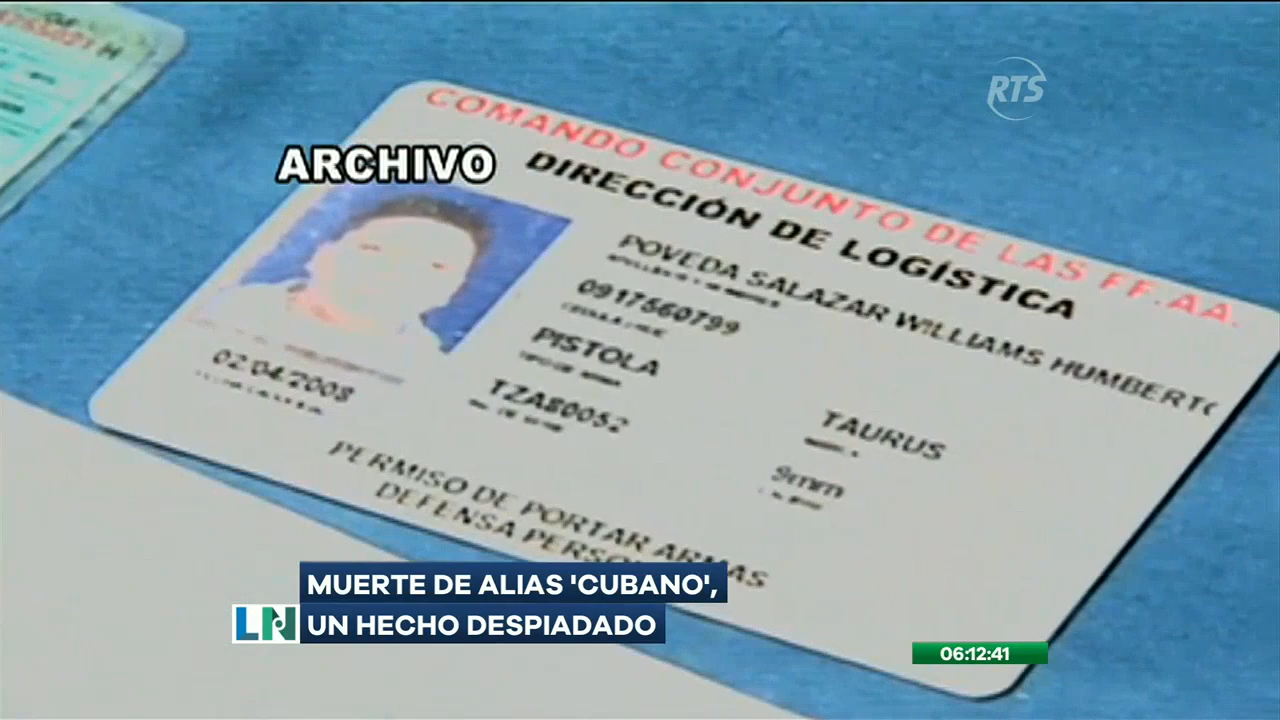 RTS
ARCHIVO
COMANDO CONJUNTO DE LAS FF.AA.
DIRECCIÓN DE LOGÍSTICA
POVEDA SALAZAR WILLIAMS HUMBERTO
0917560799
PISTOLA
TAURUS
02/04/2008
TZA80052
9mm
PERMISO DE PORTAR ARMAS
DEFENSA
MUERTE DE ALIAS 'CUBANO',
LN UN HECHO DESPIADADO
06:12:41